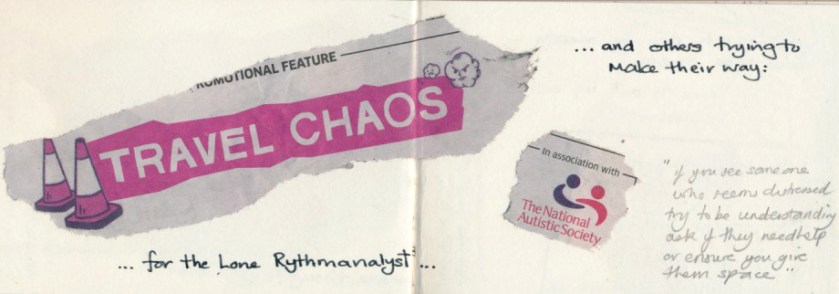 PROMOTIONAL FEATURE
TRAVEL CHAOS
... for the Lone Rythmanalyst ...
... and others trying to
make their way:
In association with
The National
Autistic Society
"if you see someone
who seems distressed
try to be understanding
ask if they need help
or ensure you give
them space"